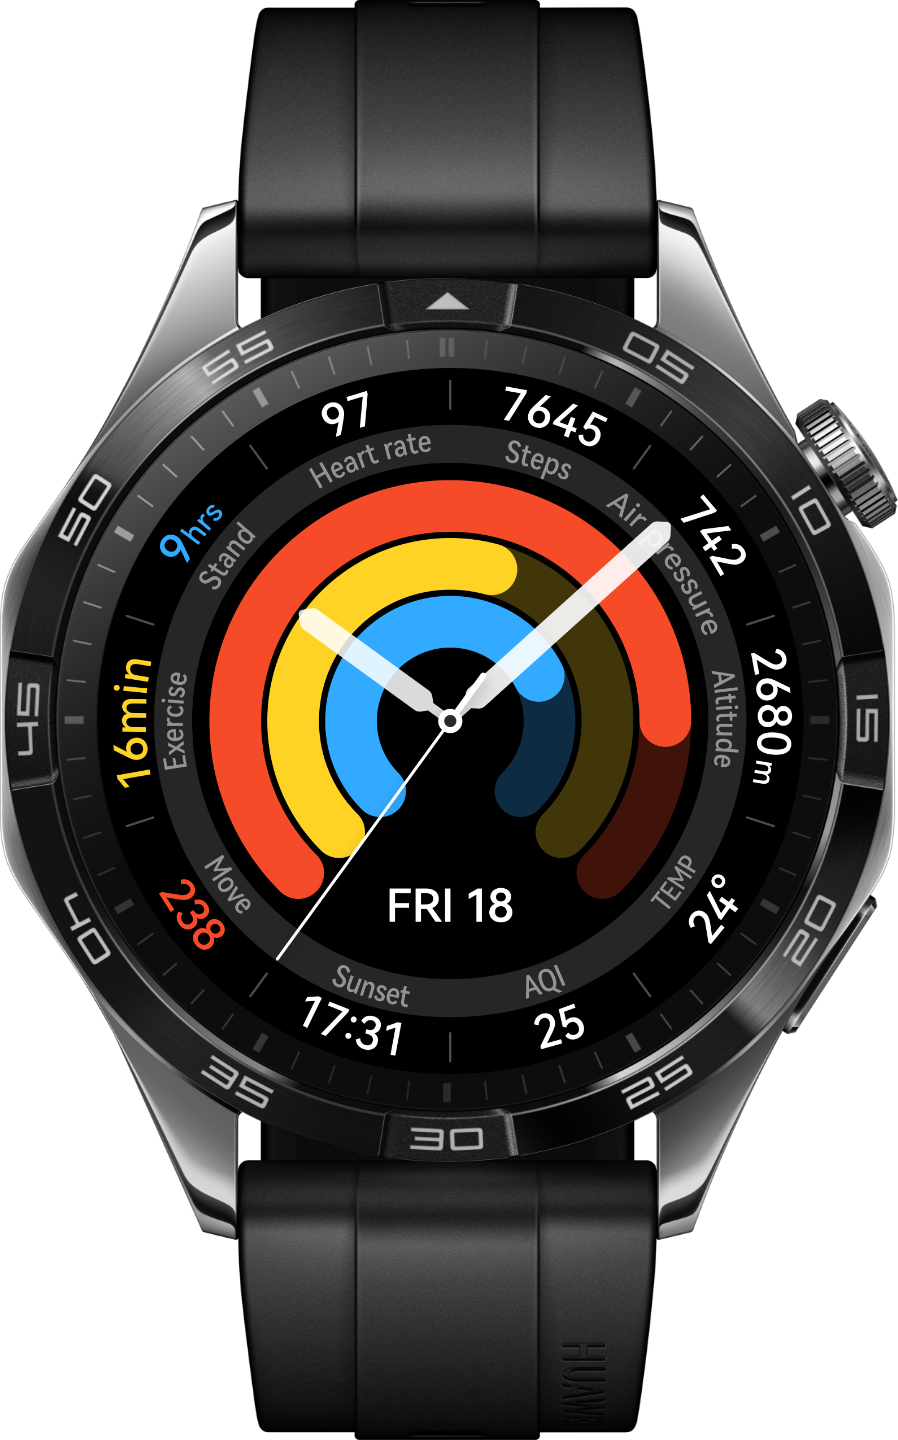 05
10
15
20
25
30
35
40
45
50
55
97
Heart rate
7645
Steps
742
Air pressure
2680m
Altitude
24°
TEMP
25
AQI
17:31
Sunset
238
Move
16min
Exercise
9hrs
Stand
FRI 18